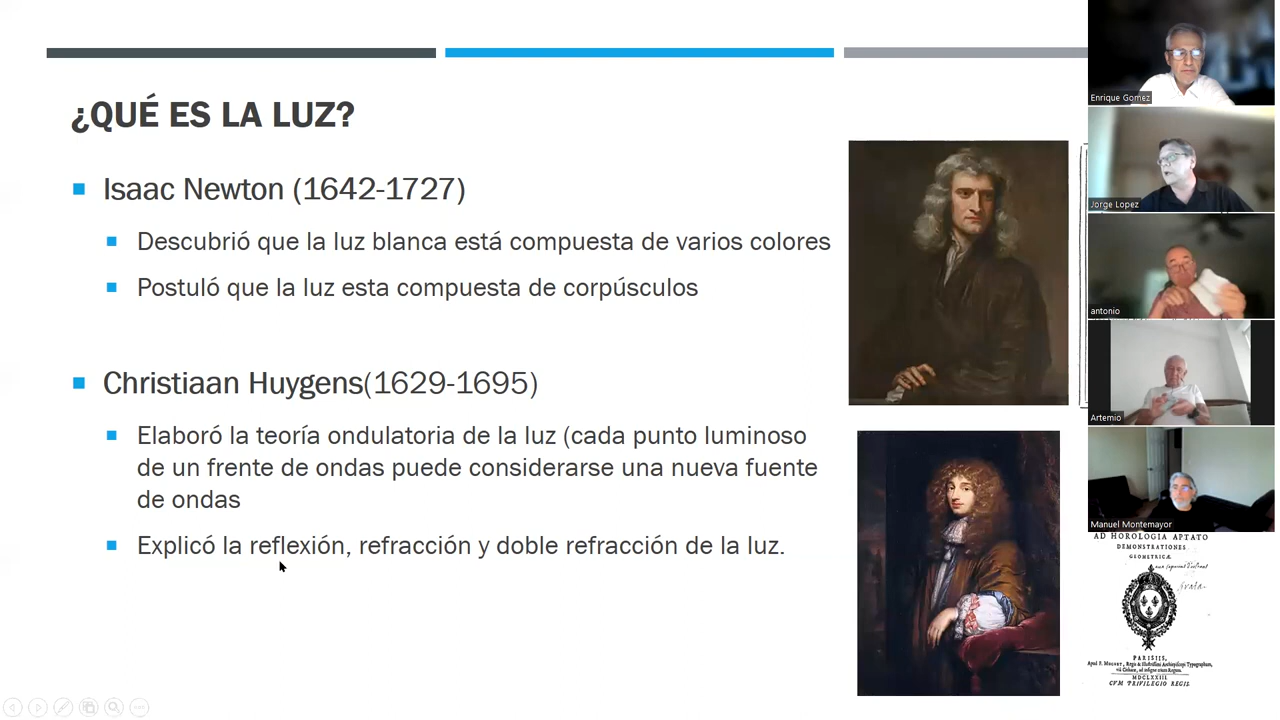 ¿QUÉ ES LA LUZ?
Isaac Newton (1642-1727)
Descubrió que la luz blanca está compuesta de varios colores
Postuló que la luz esta compuesta de corpúsculos
Christiaan Huygens(1629-1695)
Elaboró la teoría ondulatoria de la luz (cada punto luminoso
de un frente de ondas puede considerarse una nueva fuente
de ondas
Explicó la reflexión, refracción y doble refracción de la luz.
Enrique Gomez
Jorge Lopez
antonio
Artemio
Manuel Montemayor
AD HOROLOGIA APTATO
DEMONSTRATIONES
GEOMETRICÆ.
PARISIIS,
MDCLXXIII
CVM PRIVILEGIO REGIS.